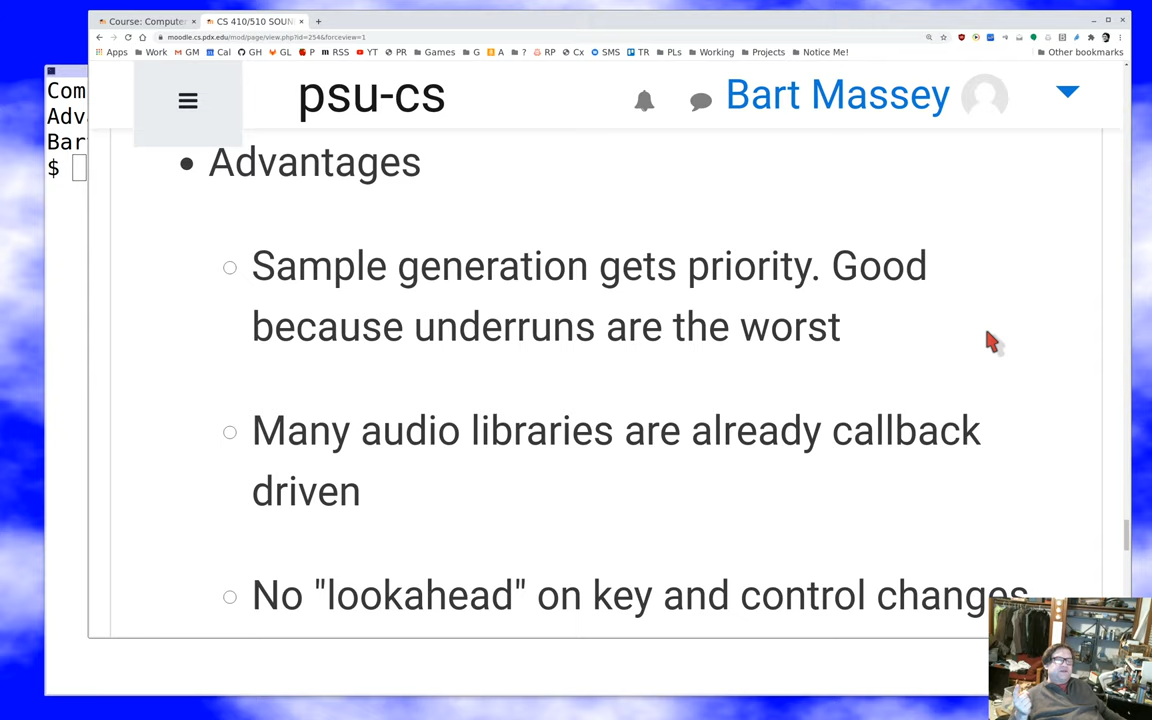 Course: Computer
CS 410/510 SOUN
moodle.cs.pdx.edu/mod/page/view.php?id=254&forceview=1
Apps Work GM Cal GH GL P RSS YT PR Games G A ? RP Cx SMS TR PLs Working Projects Notice Me! Other bookmarks
Com
Adv
Bar
$
psu-cs
Bart Massey
Advantages
Sample generation gets priority. Good
because underruns are the worst
Many audio libraries are already callback
driven
No "lookahead" on key and control changes